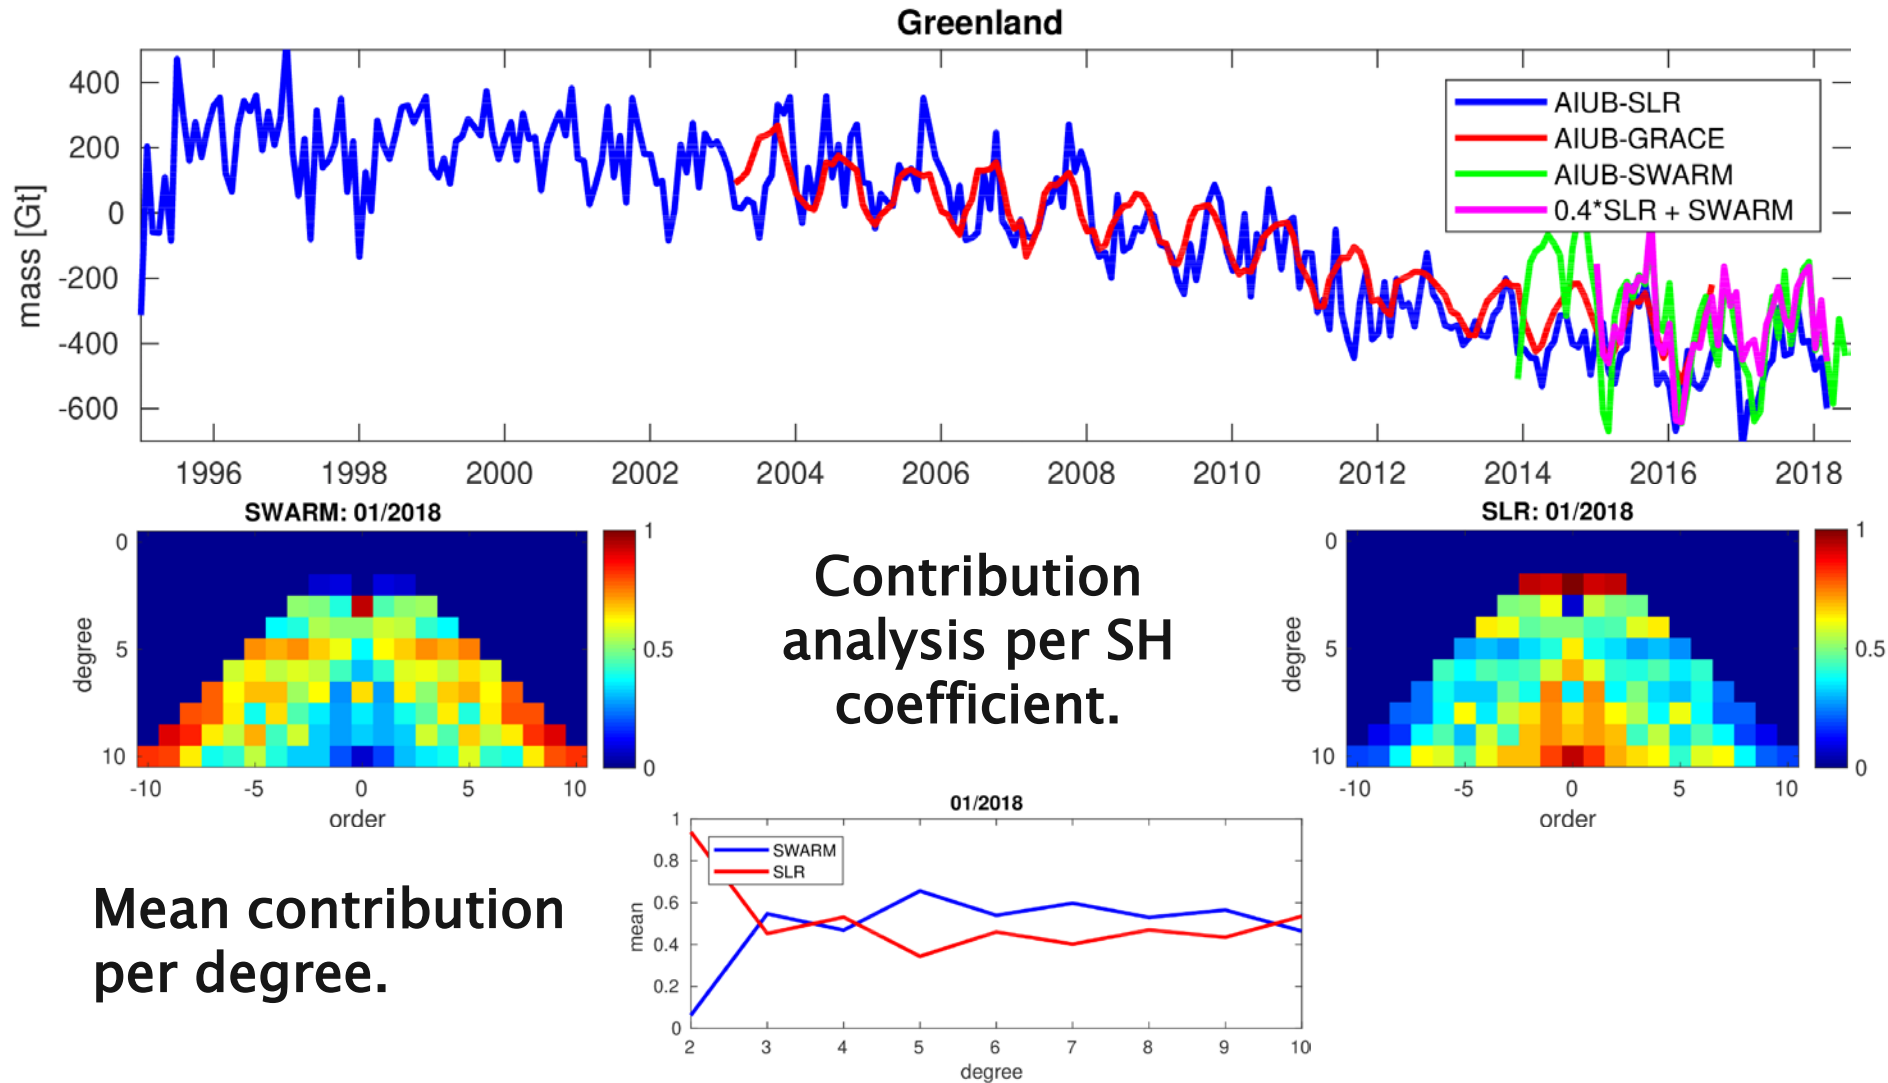 Greenland
400
200
0
-200
-400
-600
mass [Gt]
AIUB-SLR
AIUB-GRACE
AIUB-SWARM
0.4*SLR + SWARM
1996 1998 2000 2002 2004 2006 2008 2010 2012 2014 2016 2018
SWARM: 01/2018
0
5
10
degree
-10 -5 0 5 10
order
1
0.5
0
Contribution
analysis per SH
coefficient.
SLR: 01/2018
0
5
10
degree
-10 -5 0 5 10
order
1
0.5
0
Mean contribution
per degree.
01/2018
1
0.8
0.6
0.4
0.2
0
mean
SWARM
SLR
2 3 4 5 6 7 8 9 10
degree